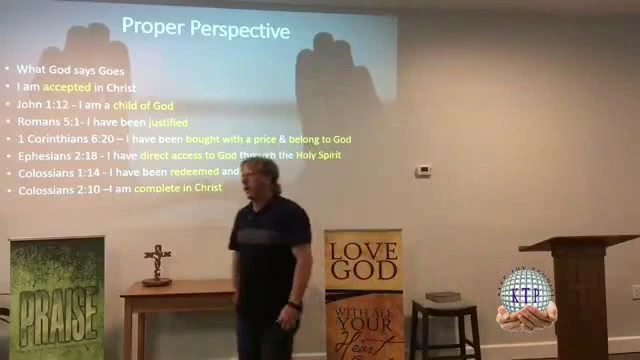 Proper Perspective
• What God says Goes
• I am accepted in Christ
• John 1:12 - I am a child of God
• Romans 5:1- I have been justified
• 1 Corinthians 6:20 – I have been bought with a price & belong to God
• Ephesians 2:18 - I have direct access to God through the Holy Spirit
• Colossians 1:14 - I have been redeemed and
• Colossians 2:10 –I am complete in Christ
PRAISE
LOVE
GOD
WITH ALL
YOUR
Heart
KTP